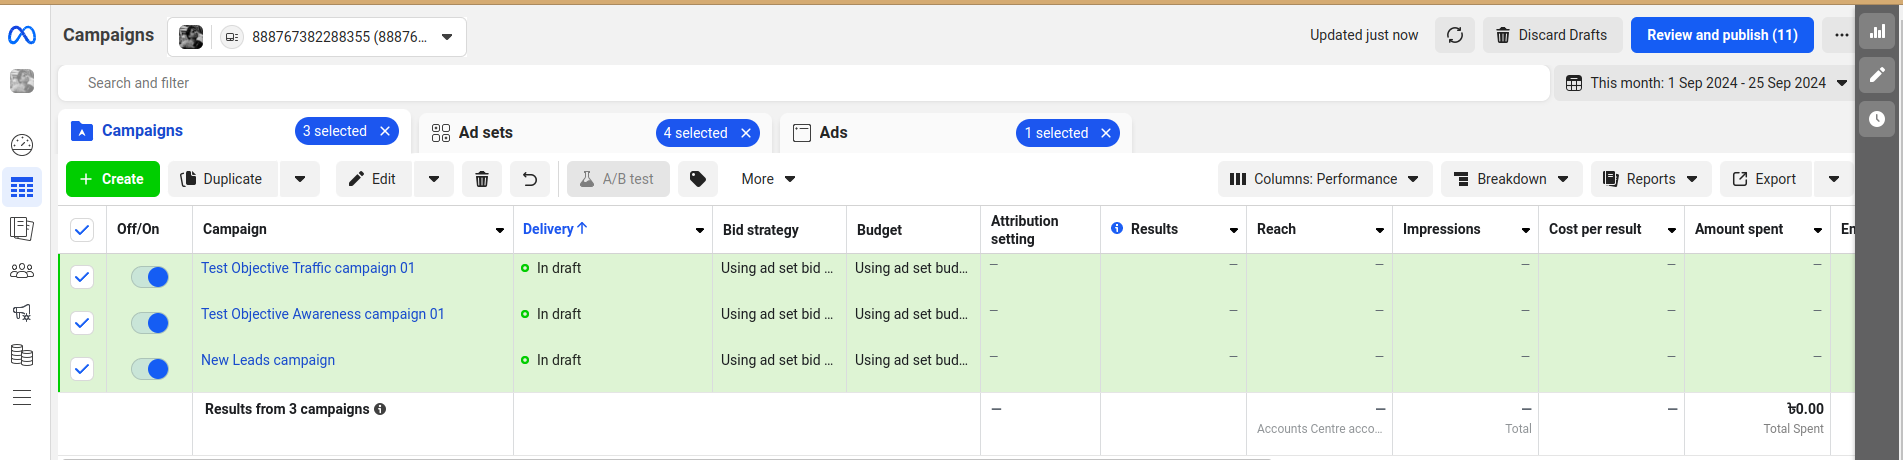 Campaigns
888767382288355 (88876...
Updated just now
Discard Drafts
Review and publish (11)
Search and filter
This month: 1 Sep 2024 - 25 Sep 2024
Campaigns
3 selected
Ad sets
4 selected
Ads
1 selected
+ Create
Duplicate
Edit
A/B test
More
Columns: Performance
Breakdown
Reports
Export
Off/On
Campaign
Delivery ↑
Bid strategy
Budget
Attribution
setting
Results
Reach
Impressions
Cost per result
Amount spent
En
Test Objective Traffic campaign 01
In draft
Using ad set bid ...
Using ad set bud...
— — — — — —
Test Objective Awareness campaign 01
In draft
Using ad set bid ...
Using ad set bud...
— — — — — —
New Leads campaign
In draft
Using ad set bid ...
Using ad set bud...
— — — — — —
Results from 3 campaigns
— — — —
৳0.00
Accounts Centre acco...
Total
Total Spent